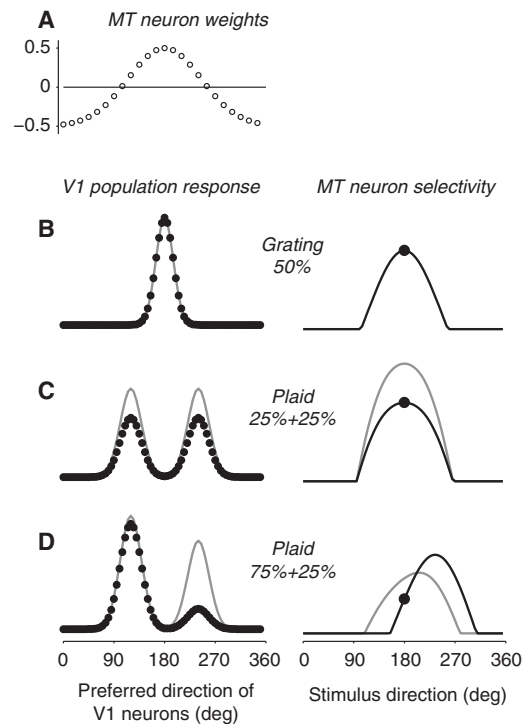 A
MT neuron weights
0.5
0
−0.5
V1 population response
MT neuron selectivity
B
Grating
50%
C
Plaid
25%+25%
D
Plaid
75%+25%
0 90 180 270 360
0 90 180 270 360
Preferred direction of
V1 neurons (deg)
Stimulus direction (deg)